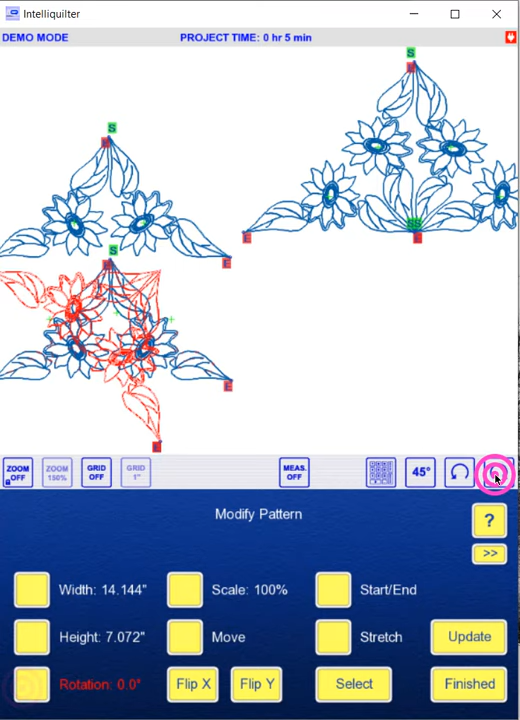 Intelliquilter
DEMO MODE PROJECT TIME: 0 hr 5 min
S
S
E
S S
E E
E
S
E
E
E
ZOOM OFF ZOOM 150% GRID OFF GRID 1" MEAS. OFF 45°
Modify Pattern
?
>>
Width: 14.144" Scale: 100% Start/End
Height: 7.072" Move Stretch Update
Rotation: 0.0° Flip X Flip Y Select Finished